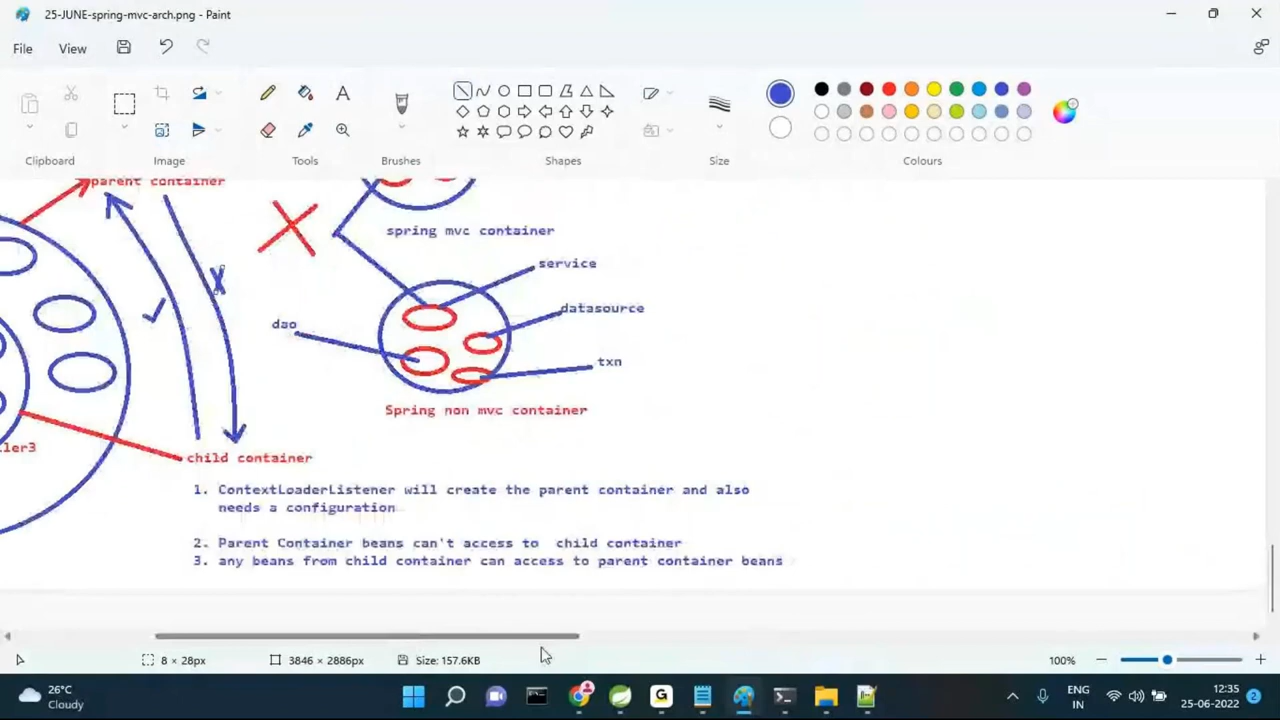 25-JUNE-spring-mvc-arch.png - Paint
File
View
Clipboard
Image
Tools
Brushes
Shapes
Size
Colours
parent container
spring mvc container
service
datasource
dao
txn
Spring non mvc container
ler3
child container
1. ContextLoaderListener will create the parent container and also
needs a configuration
2. Parent Container beans can't access to child container
3. any beans from child container can access to parent container beans
8 × 28px
3846 × 2886px
Size: 157.6KB
100%
26°C
Cloudy
ENG
IN
12:35
25-06-2022
2